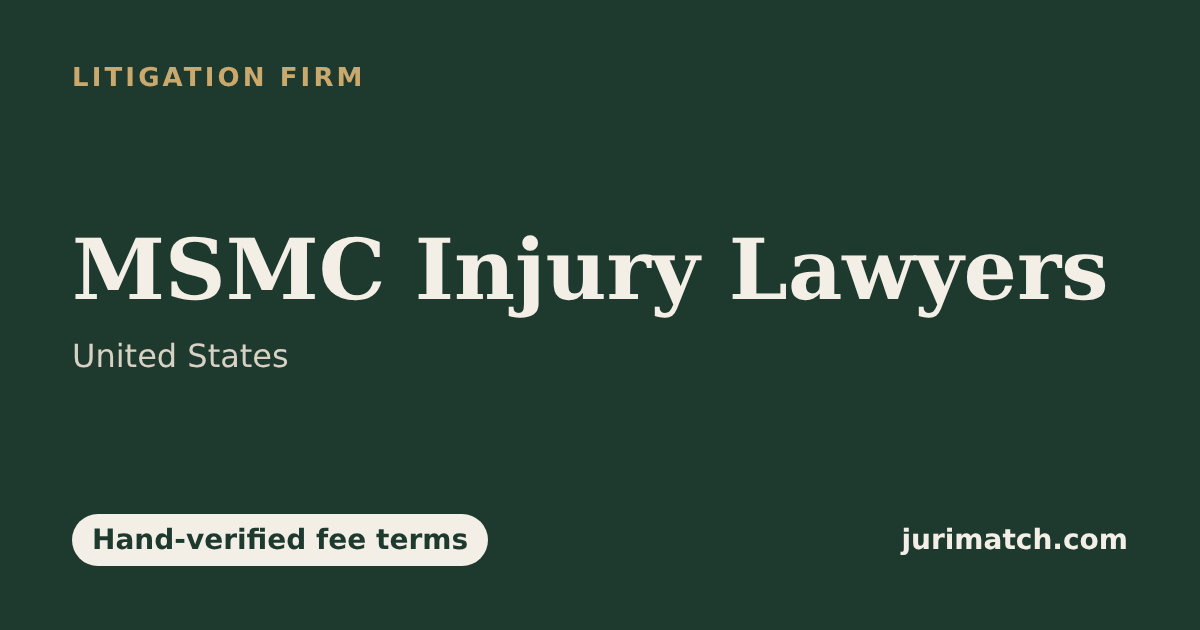 LITIGATION FIRM
MSMC Injury Lawyers
United States
Hand-verified fee terms
jurimatch.com